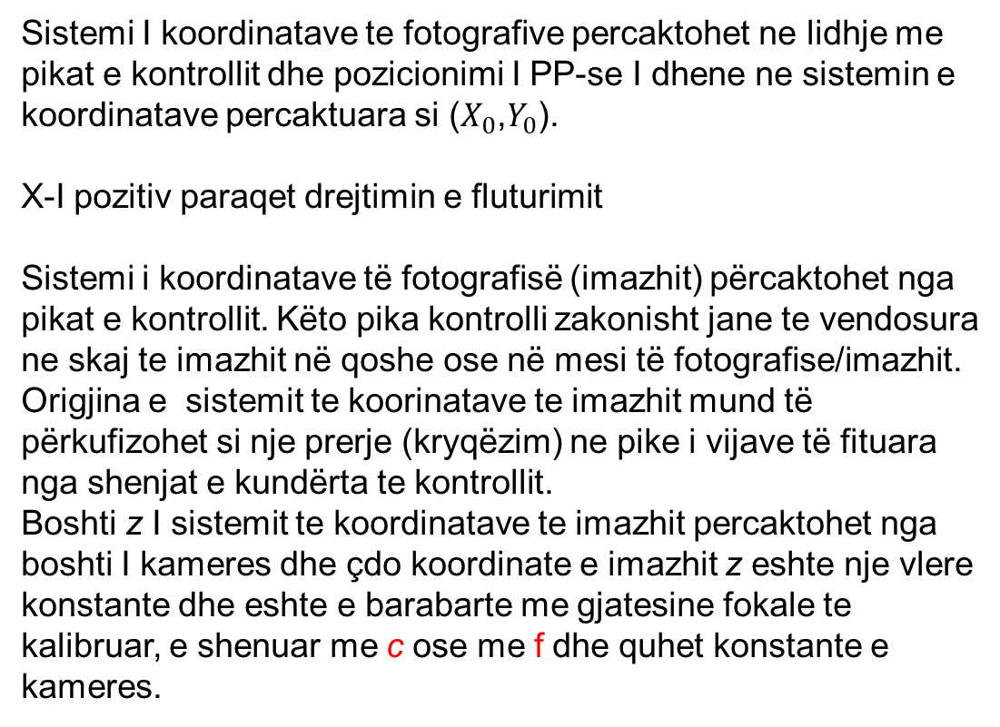 Sistemi I koordinatave te fotografive percaktohet ne lidhje me
pikat e kontrollit dhe pozicionimi I PP-se I dhene ne sistemin e
koordinatave percaktuara si (X₀,Y₀).
X-I pozitiv paraqet drejtimin e fluturimit
Sistemi i koordinatave të fotografisë (imazhit) përcaktohet nga
pikat e kontrollit. Këto pika kontrolli zakonisht jane te vendosura
ne skaj te imazhit në qoshe ose në mesi të fotografise/imazhit.
Origjina e sistemit te koorinatave te imazhit mund të
përkufizohet si nje prerje (kryqëzim) ne pike i vijave të fituara
nga shenjat e kundërta te kontrollit.
Boshti z I sistemit te koordinatave te imazhit percaktohet nga
boshti I kameres dhe çdo koordinate e imazhit z eshte nje vlere
konstante dhe eshte e barabarte me gjatesine fokale te
kalibruar, e shenuar me c ose me f dhe quhet konstante e
kameres.